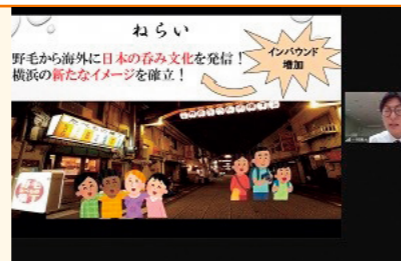 ねらい
野毛から海外に日本の呑み文化を発信！
横浜の新たなイメージを確立！
インバウンド
増加